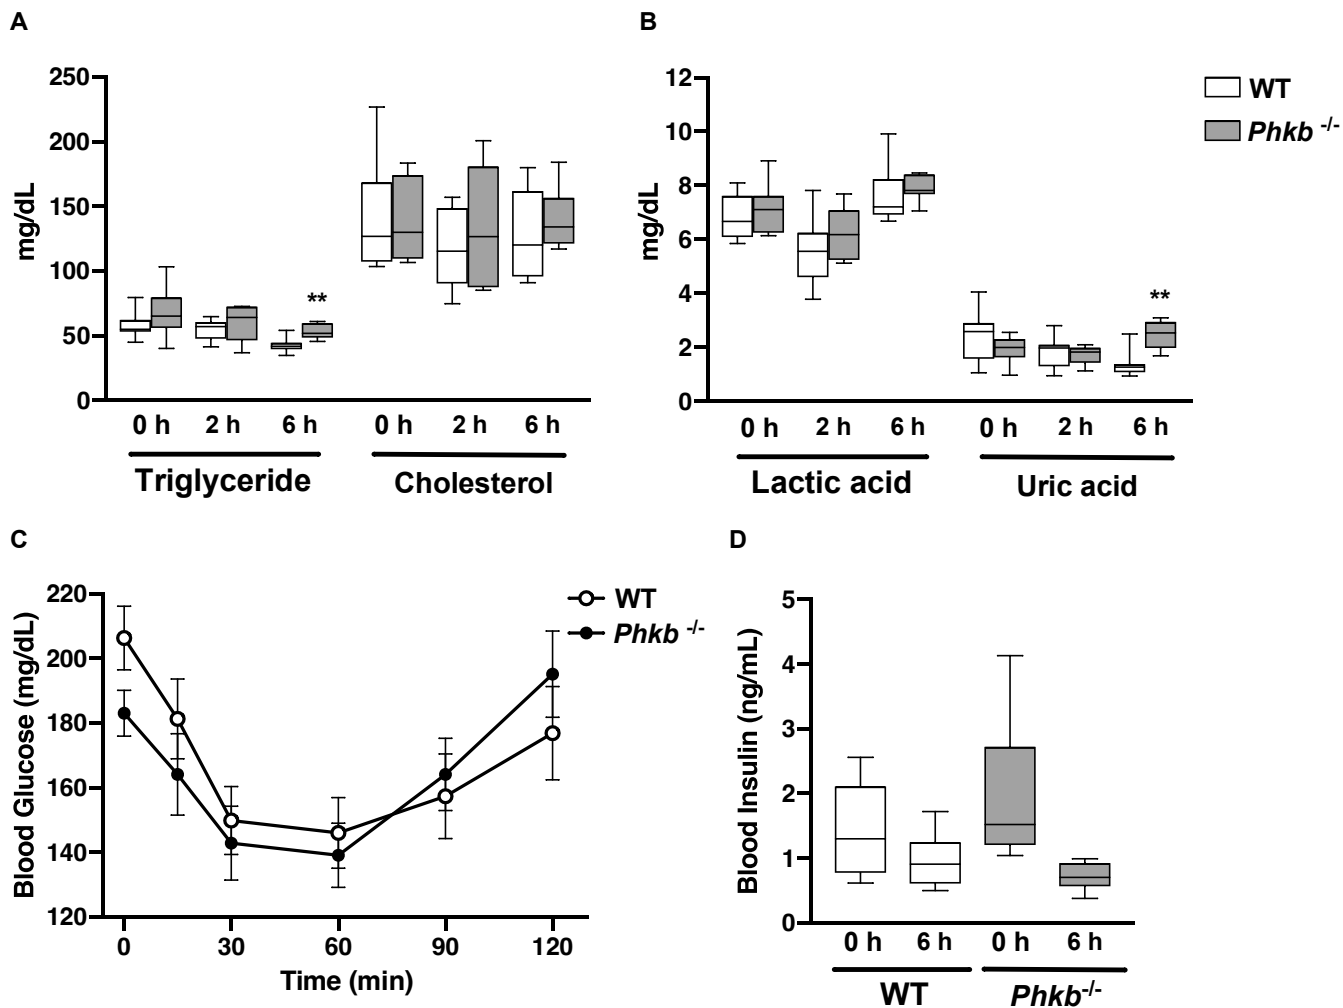 A
250
200
150
100
50
0
mg/dL
0 h 2 h 6 h 0 h 2 h 6 h
Triglyceride Cholesterol
**
B
12
10
8
6
4
2
0
mg/dL
0 h 2 h 6 h 0 h 2 h 6 h
Lactic acid Uric acid
**
WT
Phkb -/-
C
220
200
180
160
140
120
Blood Glucose (mg/dL)
0 30 60 90 120
Time (min)
WT
Phkb -/-
D
5
4
3
2
1
0
Blood Insulin (ng/mL)
0 h 6 h 0 h 6 h
WT Phkb-/-